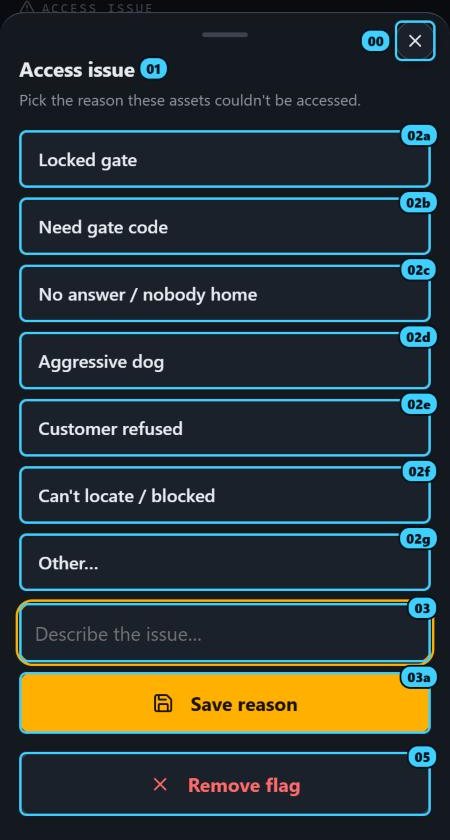 ACCESS ISSUE
00
Access issue 01
Pick the reason these assets couldn't be accessed.
02a
Locked gate
02b
Need gate code
02c
No answer / nobody home
02d
Aggressive dog
02e
Customer refused
02f
Can't locate / blocked
02g
Other...
03
Describe the issue...
03a
Save reason
05
Remove flag